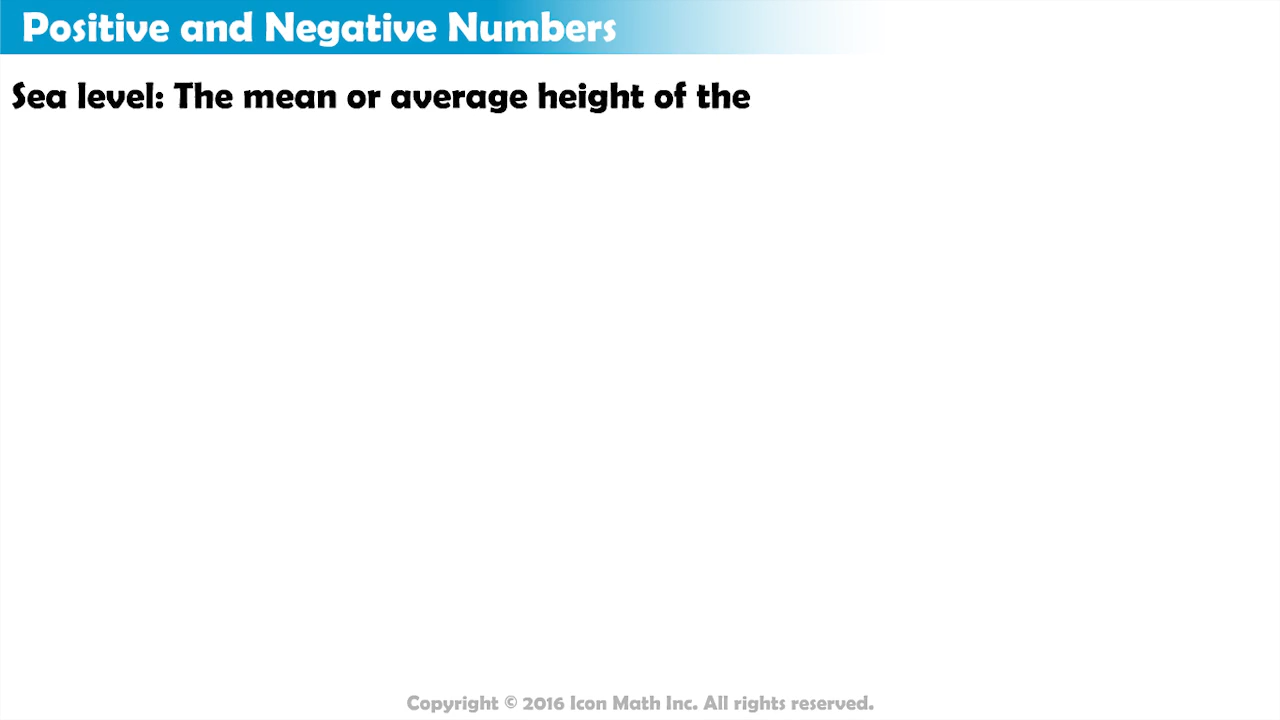 Positive and Negative Numbers
Sea level: The mean or average height of the
Copyright © 2016 Icon Math Inc. All rights reserved.